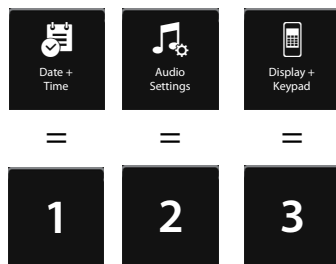 Date +
Time
Audio
Settings
Display +
Keypad
= = =
1 2 3